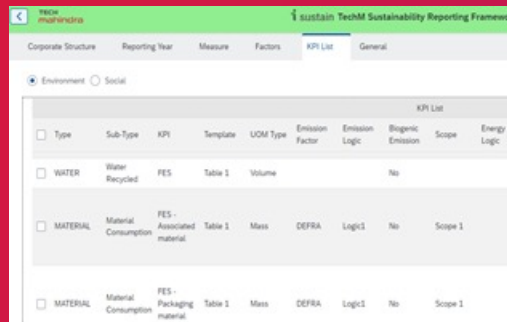 TECH
mahindra
i sustain TechM Sustainability Reporting
Corporate Structure Reporting Year Measure Factors KPI List General
Environment Social
KPI List
Type Sub-Type KPI Template UOM Type Emission Factor Emission Logic Biogenic Emission Scope Energy Logic
WATER Water Recycled FES Table 1 Volume No
MATERIAL Material Consumption FES - Associated material Table 1 Mass DEFRA Logic1 No Scope 1
MATERIAL Material Consumption FES - Packaging material Table 1 Mass DEFRA Logic1 No Scope 1